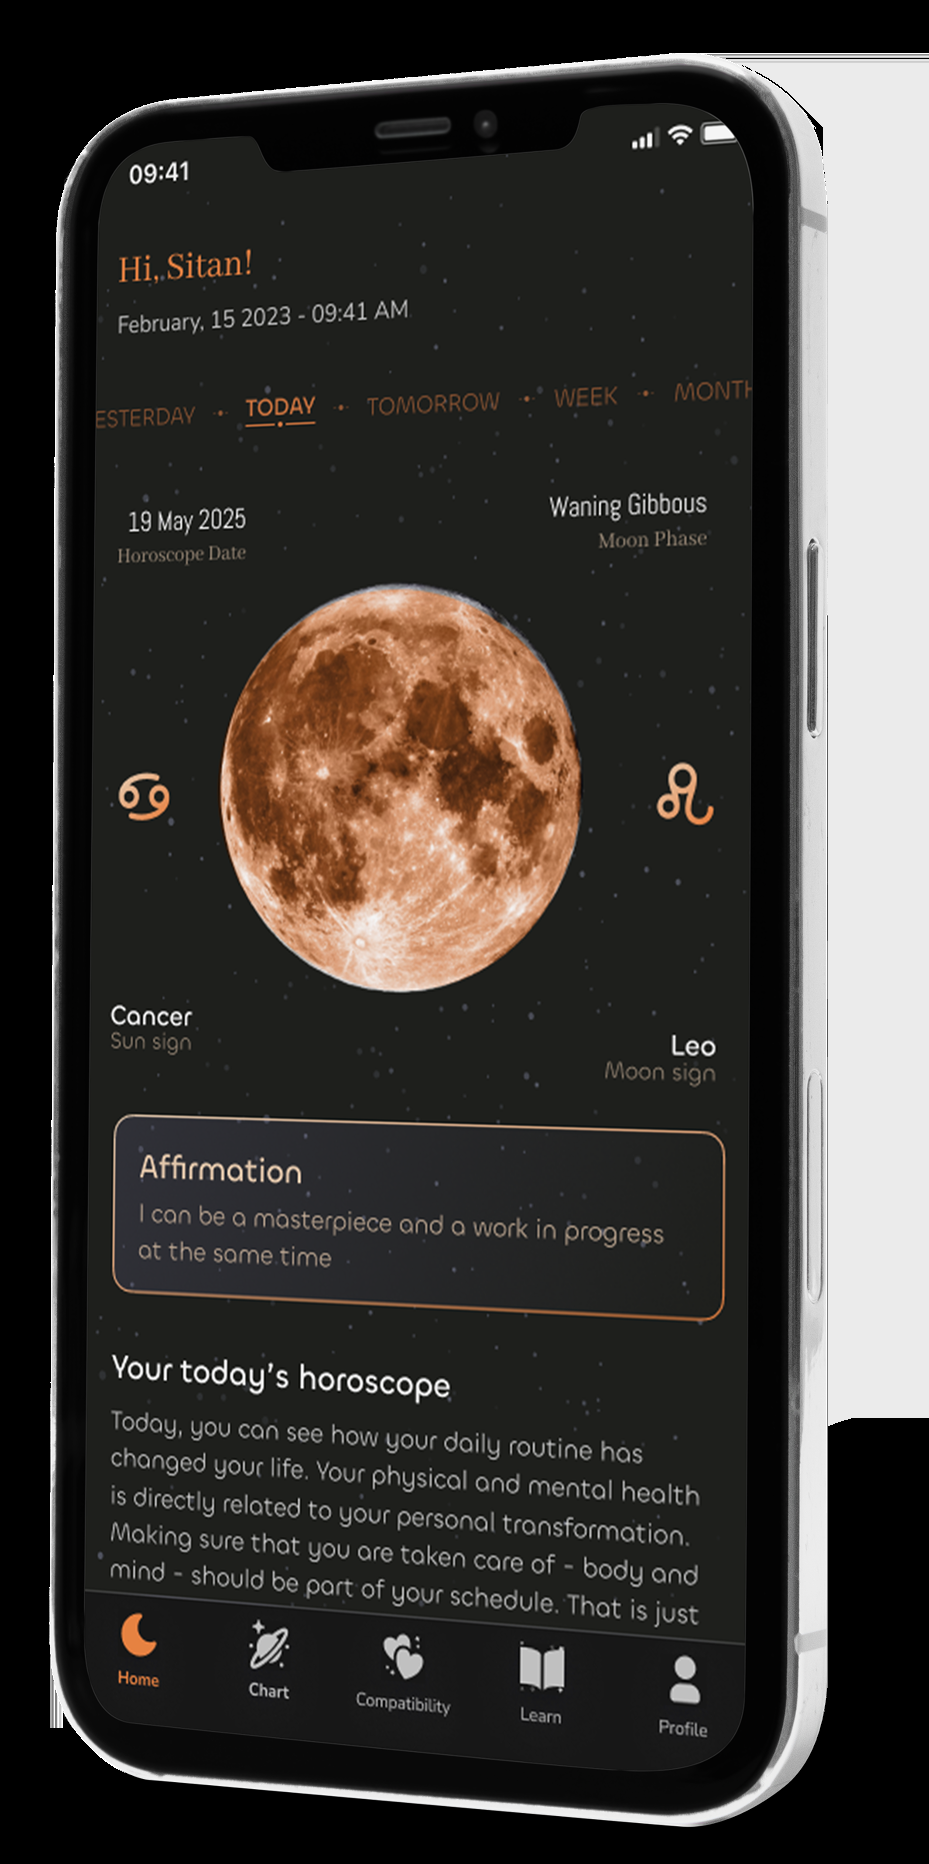 09:41
Hi, Sitan!
February, 15 2023 - 09:41 AM
ESTERDAY · TODAY · TOMORROW · WEEK · MONTH
19 May 2025
Horoscope Date
Waning Gibbous
Moon Phase
Cancer
Sun sign
Leo
Moon sign
Affirmation
I can be a masterpiece and a work in progress
at the same time
Your today's horoscope
Today, you can see how your daily routine has
changed your life. Your physical and mental health
is directly related to your personal transformation.
Making sure that you are taken care of - body and
mind - should be part of your schedule. That is just
Home
Chart
Compatibility
Learn
Profile